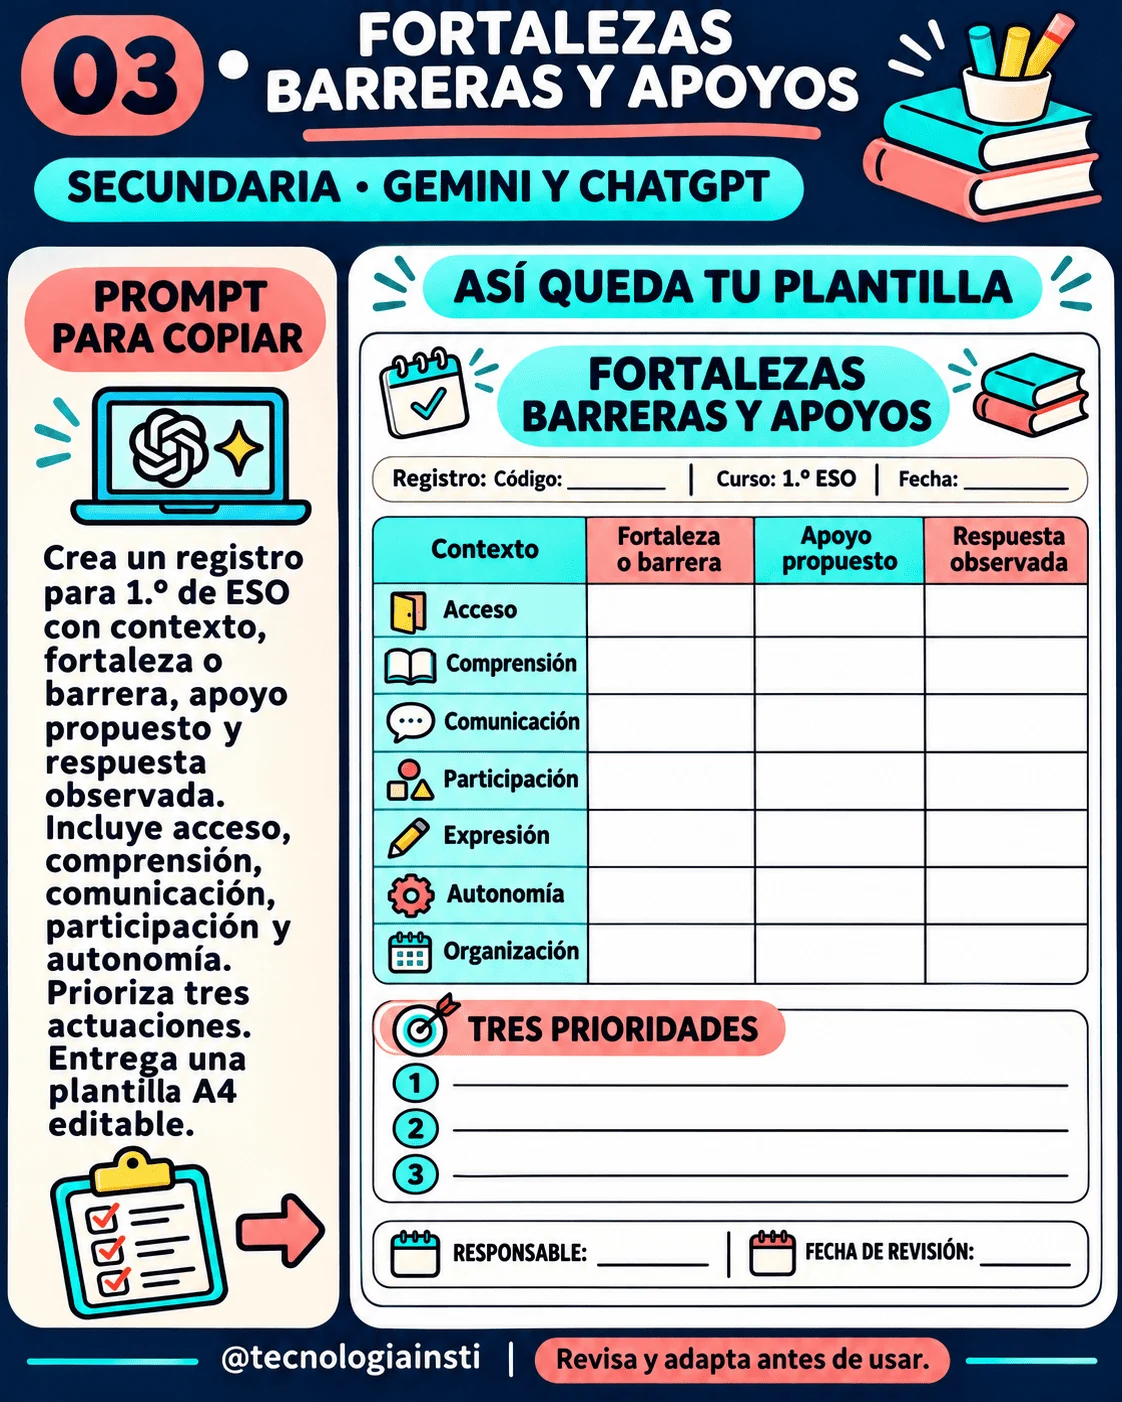 03
FORTALEZAS
BARRERAS Y APOYOS
SECUNDARIA • GEMINI Y CHATGPT
PROMPT
PARA COPIAR
Crea un registro
para 1.º de ESO
con contexto,
fortaleza o
barrera, apoyo
propuesto y
respuesta
observada.
Incluye acceso,
comprensión,
comunicación,
participación y
autonomía.
Prioriza tres
actuaciones.
Entrega una
plantilla A4
editable.
ASÍ QUEDA TU PLANTILLA
FORTALEZAS
BARRERAS Y APOYOS
Registro: Código: ________ | Curso: 1.º ESO | Fecha: ________
Contexto
Fortaleza
o barrera
Apoyo
propuesto
Respuesta
observada
Acceso
Comprensión
Comunicación
Participación
Expresión
Autonomía
Organización
TRES PRIORIDADES
1
2
3
RESPONSABLE: ________ | FECHA DE REVISIÓN: ________
@tecnologiainsti | Revisa y adapta antes de usar.